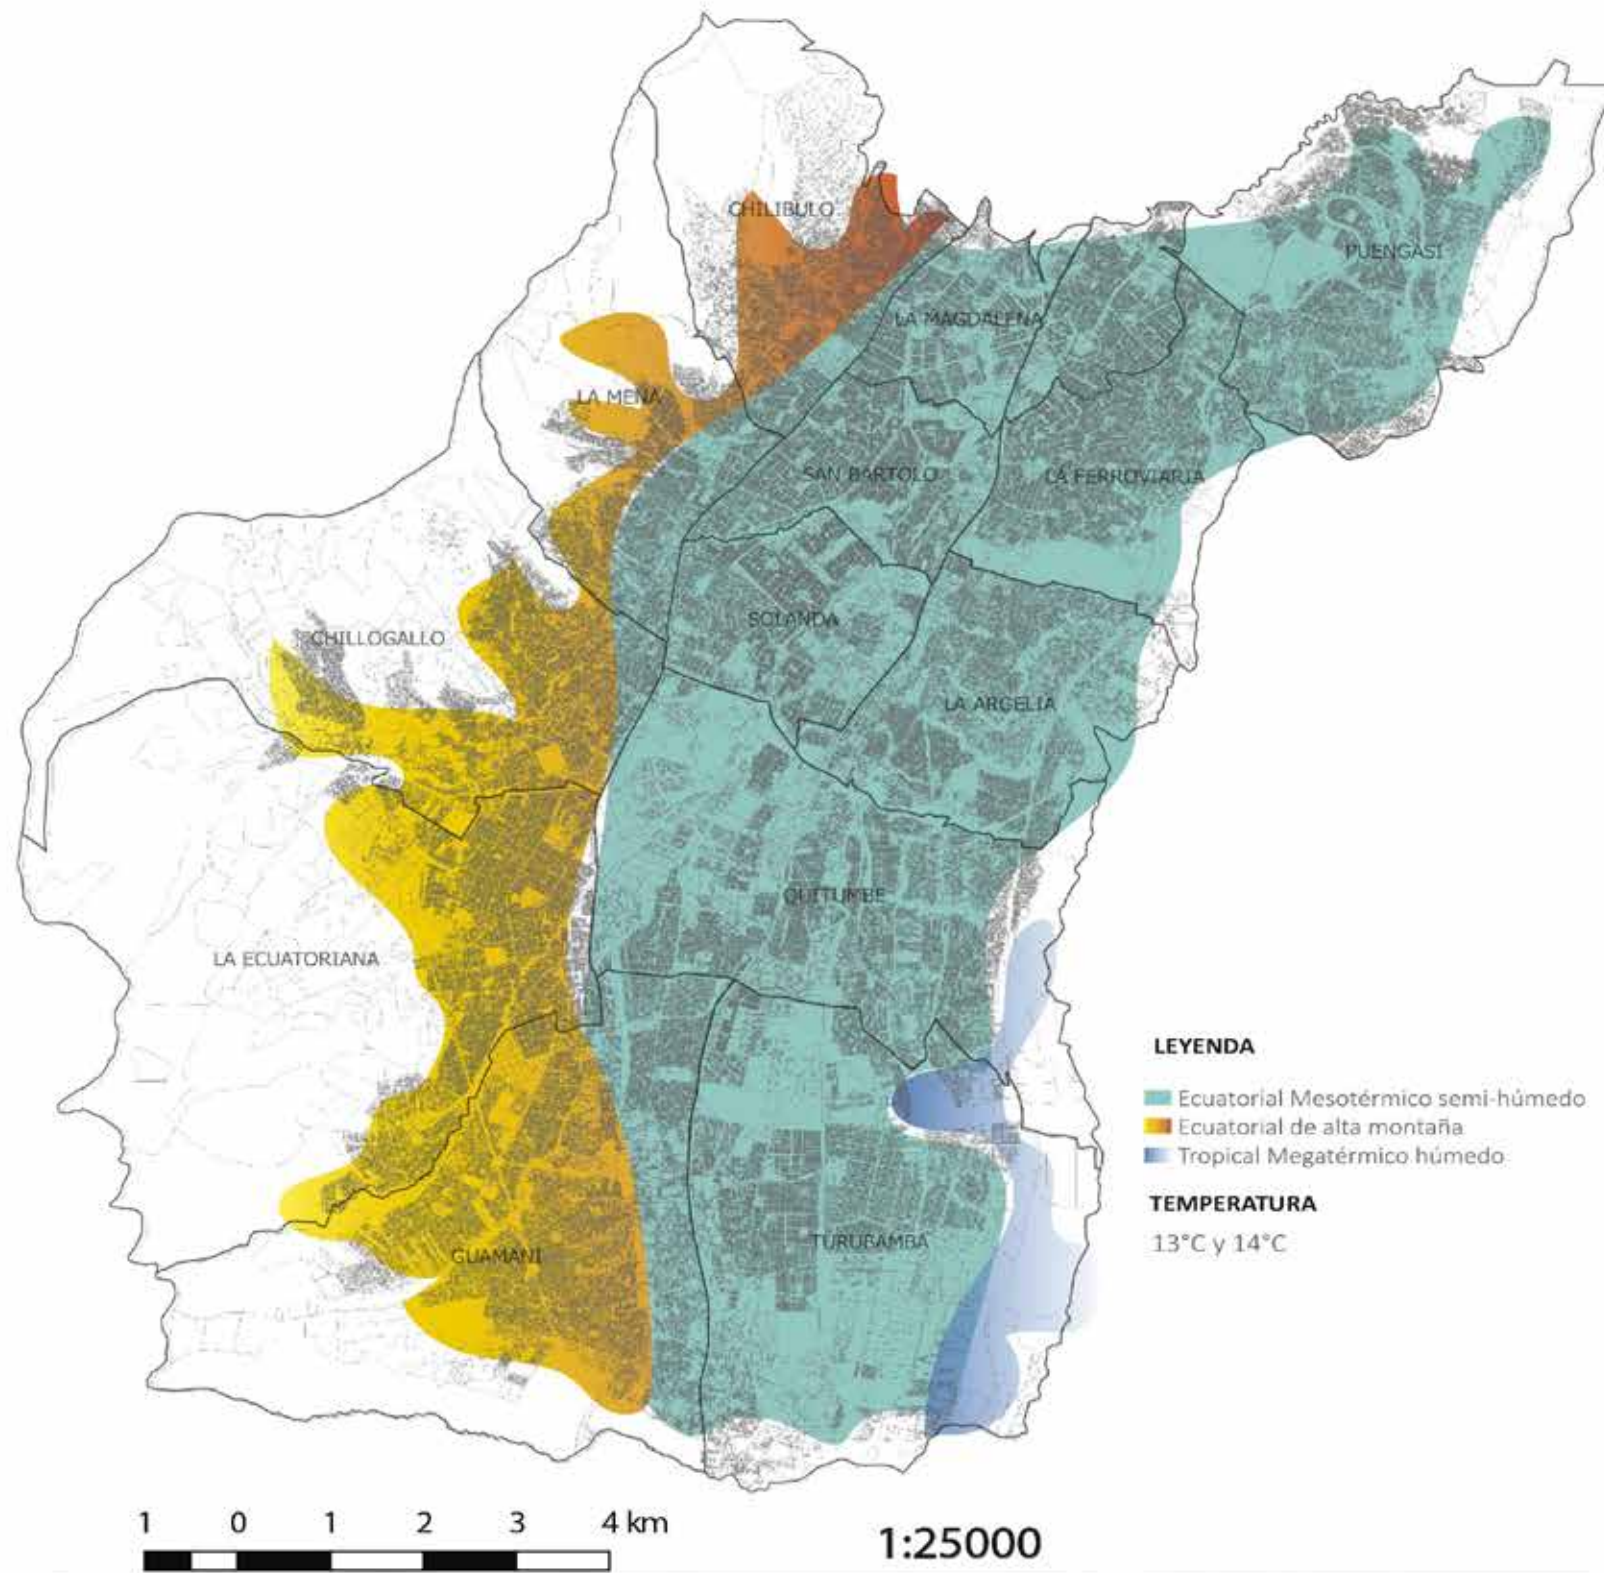 CHILIBULO
PUENGASI
LA MAGDALENA
LA MENA
SAN BARTOLO
LA FERROVIARIA
SOLANDA
CHILLOGALLO
LA ARGELIA
QUITUMBE
LA ECUATORIANA
GUAMANI
TURUBAMBA
LEYENDA
Ecuatorial Mesotérmico semi-húmedo
Ecuatorial de alta montaña
Tropical Megatérmico húmedo
TEMPERATURA
13°C y 14°C
1 0 1 2 3 4 km
1:25000